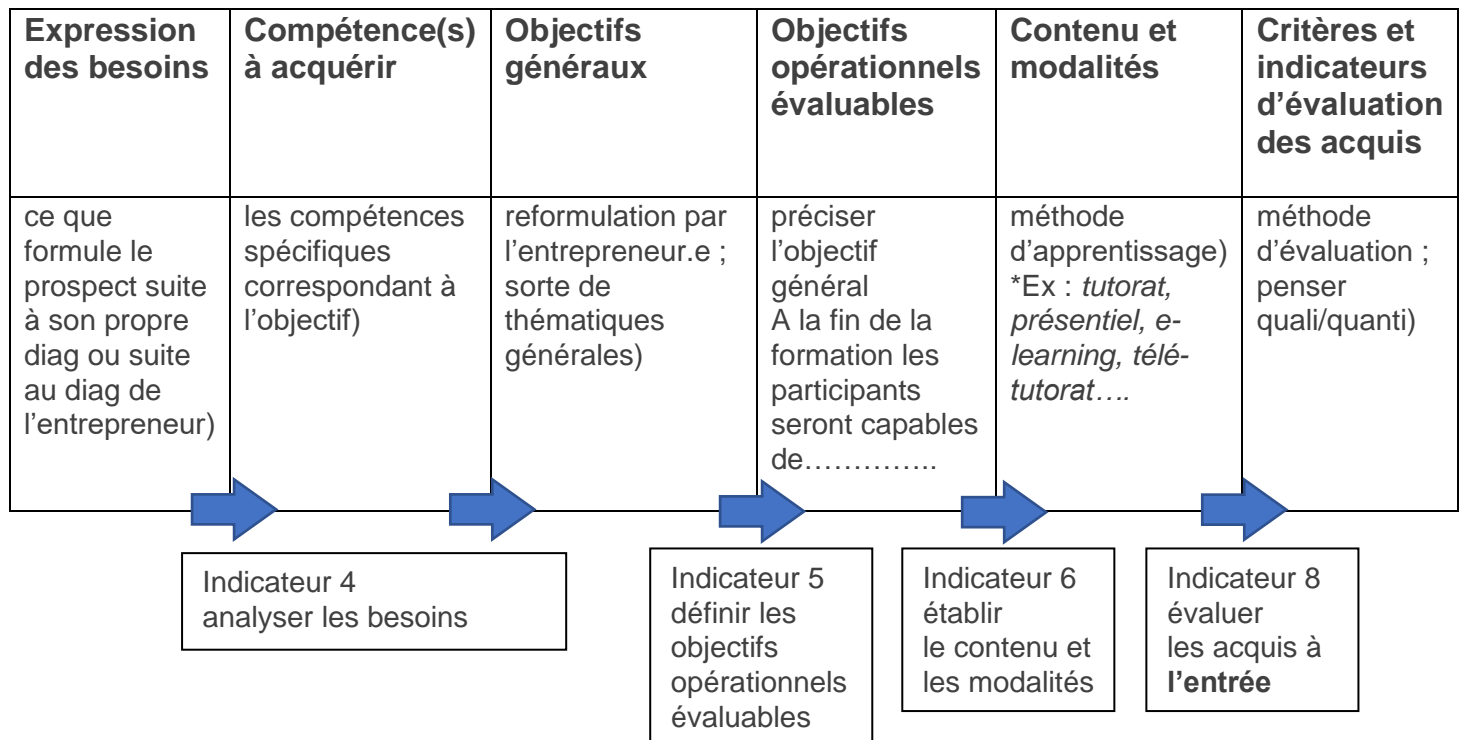 Expression
des besoins
Compétence(s)
à acquérir
Objectifs
généraux
Objectifs
opérationnels
évaluables
Contenu et
modalités
Critères et
indicateurs
d’évaluation
des acquis
ce que
formule le
prospect suite
à son propre
diag ou suite
au diag de
l’entrepreneur)
les compétences
spécifiques
correspondant à
l’objectif)
reformulation par
l’entrepreneur.e ;
sorte de
thématiques
générales)
préciser
l’objectif
général
A la fin de la
formation les
participants
seront capables
de…………..
méthode
d’apprentissage)
*Ex : tutorat,
présentiel, e-
learning, télé-
tutorat….
méthode
d’évaluation ;
penser
quali/quanti)
Indicateur 4
analyser les besoins
Indicateur 5
définir les
objectifs
opérationnels
évaluables
Indicateur 6
établir
le contenu et
les modalités
Indicateur 8
évaluer
les acquis à
l’entrée